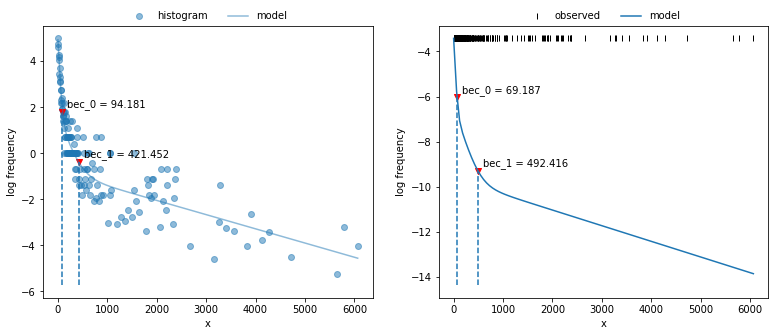 histogram model
observed model
4
2
0
−2
−4
−6
log frequency
bec_0 = 94.181
bec_1 = 421.452
0 1000 2000 3000 4000 5000 6000
x
−4
−6
−8
−10
−12
−14
log frequency
bec_0 = 69.187
bec_1 = 492.416
0 1000 2000 3000 4000 5000 6000
x